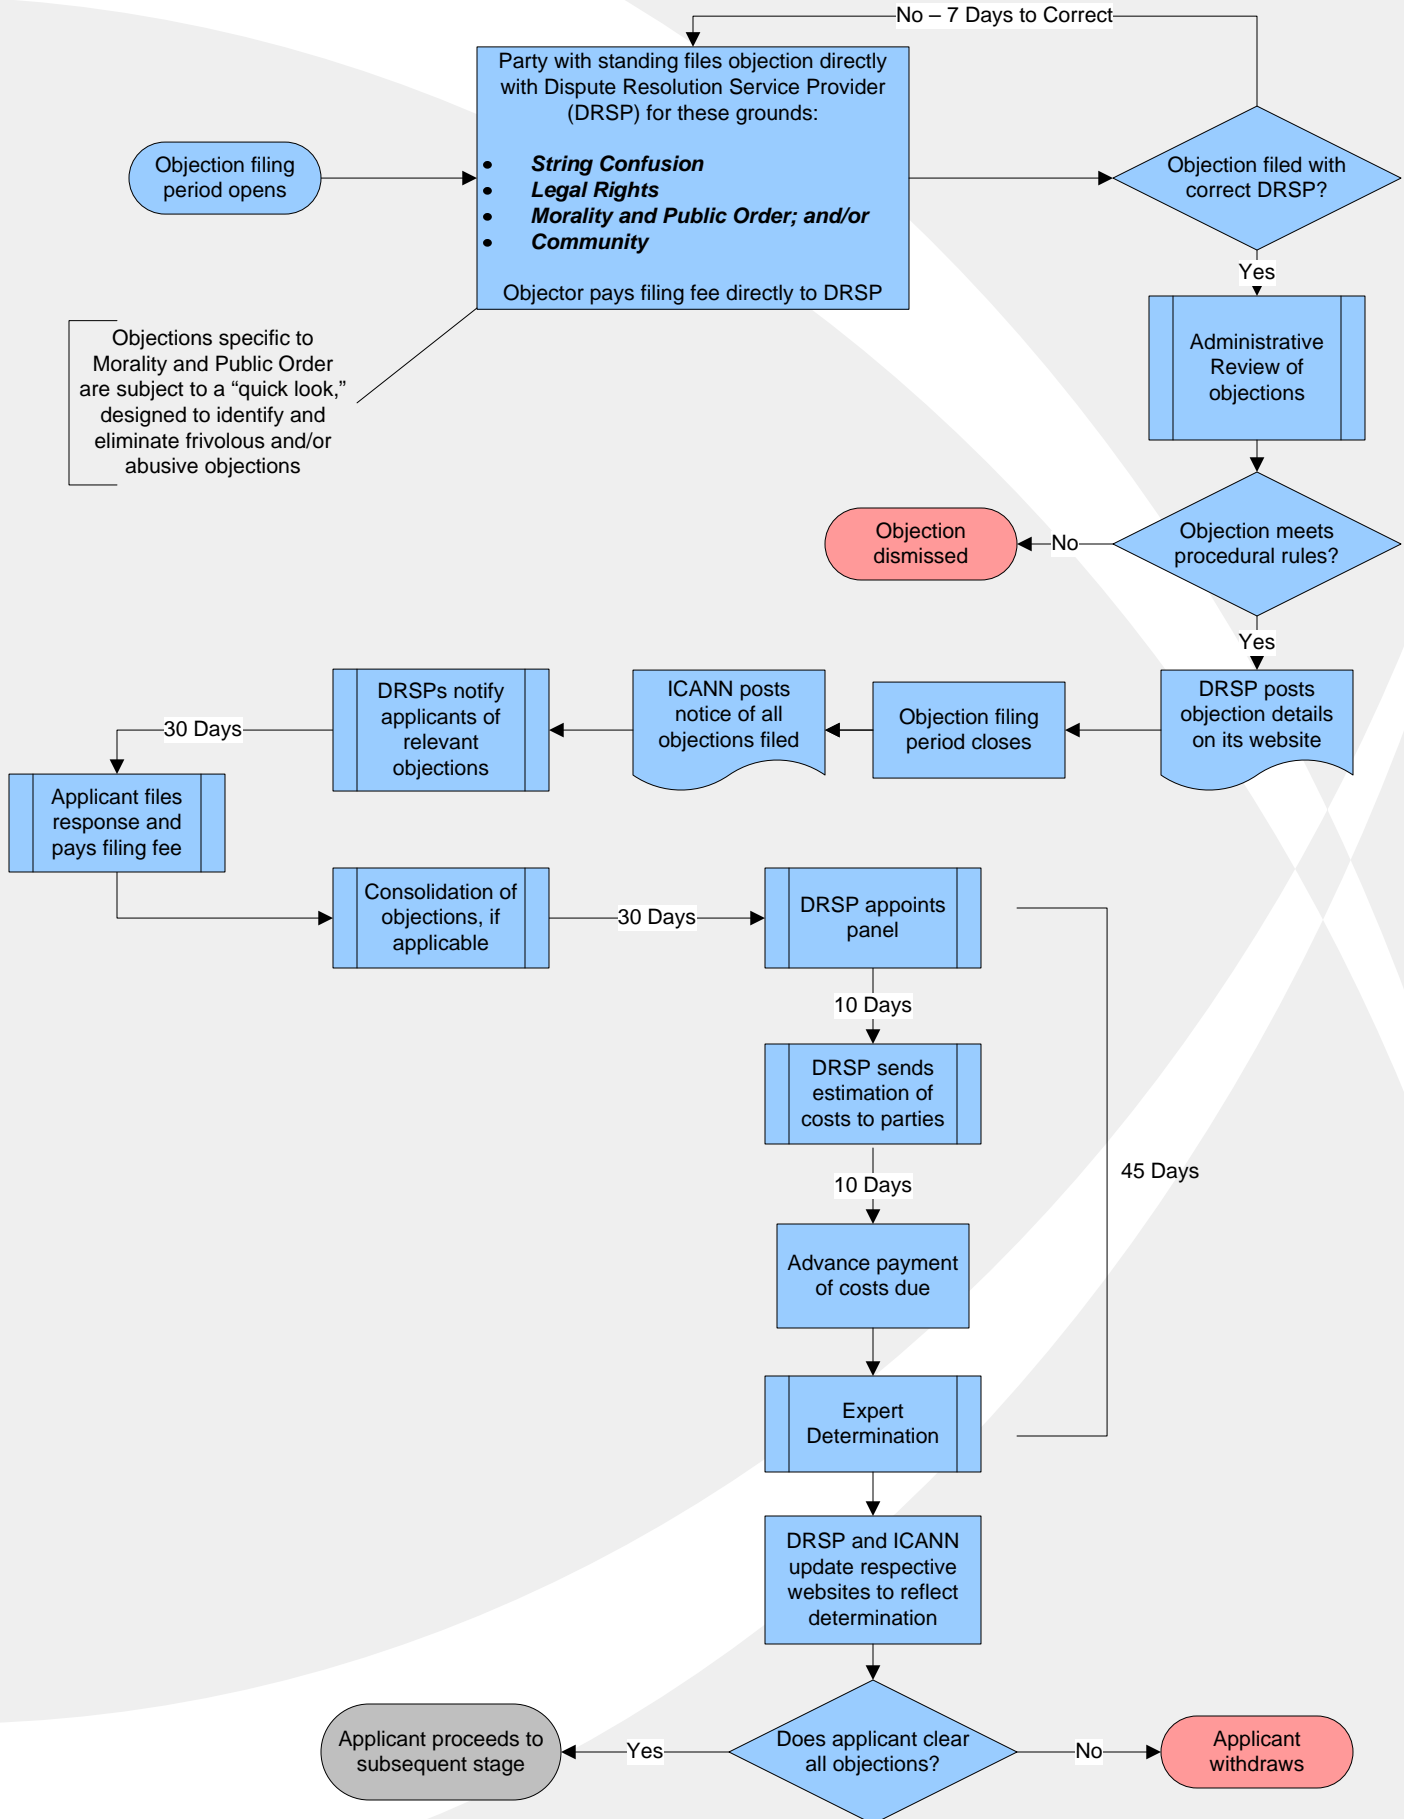 No – 7 Days to Correct
Party with standing files objection directly
with Dispute Resolution Service Provider
(DRSP) for these grounds:
• String Confusion
• Legal Rights
• Morality and Public Order; and/or
• Community
Objector pays filing fee directly to DRSP
Objection filing
period opens
Objection filed with
correct DRSP?
Yes
Objections specific to
Morality and Public Order
are subject to a “quick look,”
designed to identify and
eliminate frivolous and/or
abusive objections
Administrative
Review of
objections
Objection meets
procedural rules?
No
Objection
dismissed
Yes
DRSP posts
objection details
on its website
Objection filing
period closes
ICANN posts
notice of all
objections filed
DRSPs notify
applicants of
relevant
objections
30 Days
Applicant files
response and
pays filing fee
Consolidation of
objections, if
applicable
30 Days
DRSP appoints
panel
10 Days
DRSP sends
estimation of
costs to parties
10 Days
45 Days
Advance payment
of costs due
Expert
Determination
DRSP and ICANN
update respective
websites to reflect
determination
Does applicant clear
all objections?
Yes
Applicant proceeds to
subsequent stage
No
Applicant
withdraws